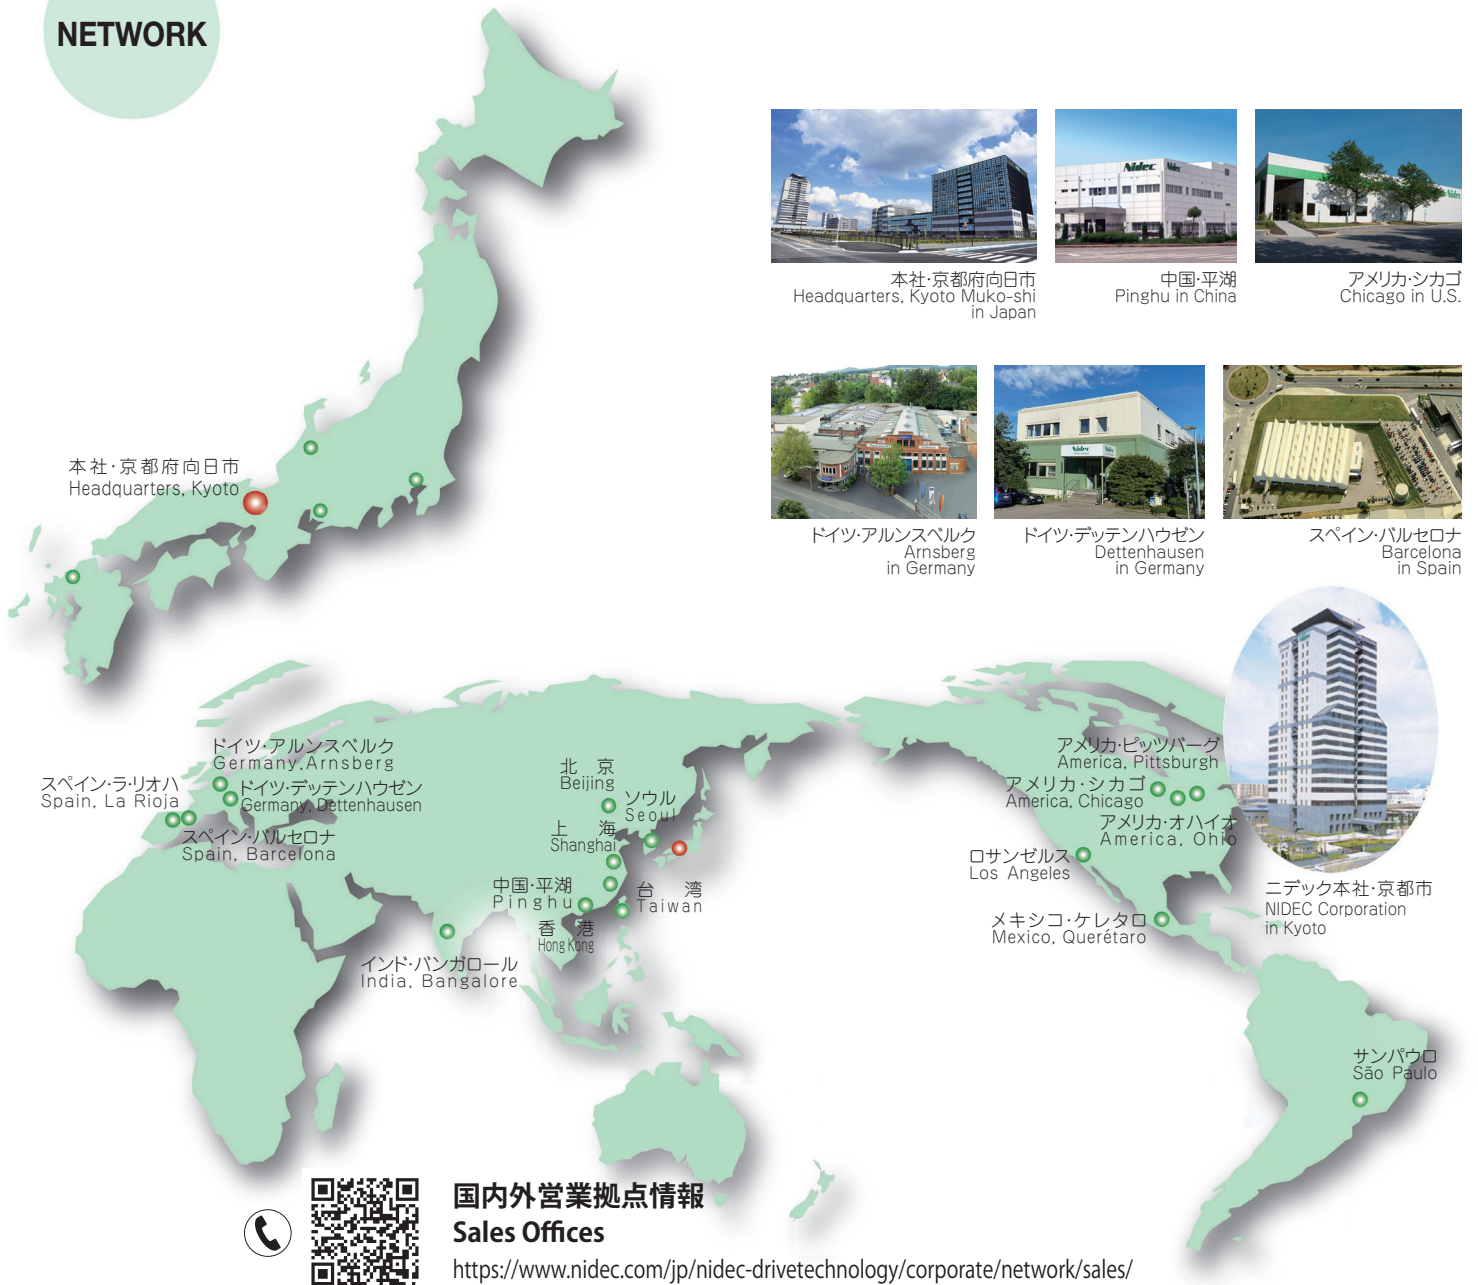 NETWORK
本社・京都府向日市
Headquarters, Kyoto Muko-shi
in Japan
中国・平湖
Pinghu in China
アメリカ・シカゴ
Chicago in U.S.
ドイツ・アルンスベルク
Arnsberg
in Germany
ドイツ・デッテンハウゼン
Dettenhausen
in Germany
スペイン・バルセロナ
Barcelona
in Spain
本社・京都府向日市
Headquarters, Kyoto
ドイツ・アルンスベルク
Germany,Arnsberg
スペイン・ラ・リオハ
Spain, La Rioja
ドイツ・デッテンハウゼン
Germany, Dettenhausen
スペイン・バルセロナ
Spain, Barcelona
北 京
Beijing
ソウル
Seoul
上 海
Shanghai
中国・平湖
Pinghu
台 湾
Taiwan
香 港
Hong Kong
インド・バンガロール
India, Bangalore
アメリカ・ピッツバーグ
America, Pittsburgh
アメリカ・シカゴ
America, Chicago
アメリカ・オハイオ
America, Ohio
ロサンゼルス
Los Angeles
メキシコ・ケレタロ
Mexico, Querétaro
ニデック本社・京都市
NIDEC Corporation
in Kyoto
サンパウロ
São Paulo
国内外営業拠点情報
Sales Offices
https://www.nidec.com/jp/nidec-drivetechnology/corporate/network/sales/
Nidec
Nidec
Nidec
Nidec